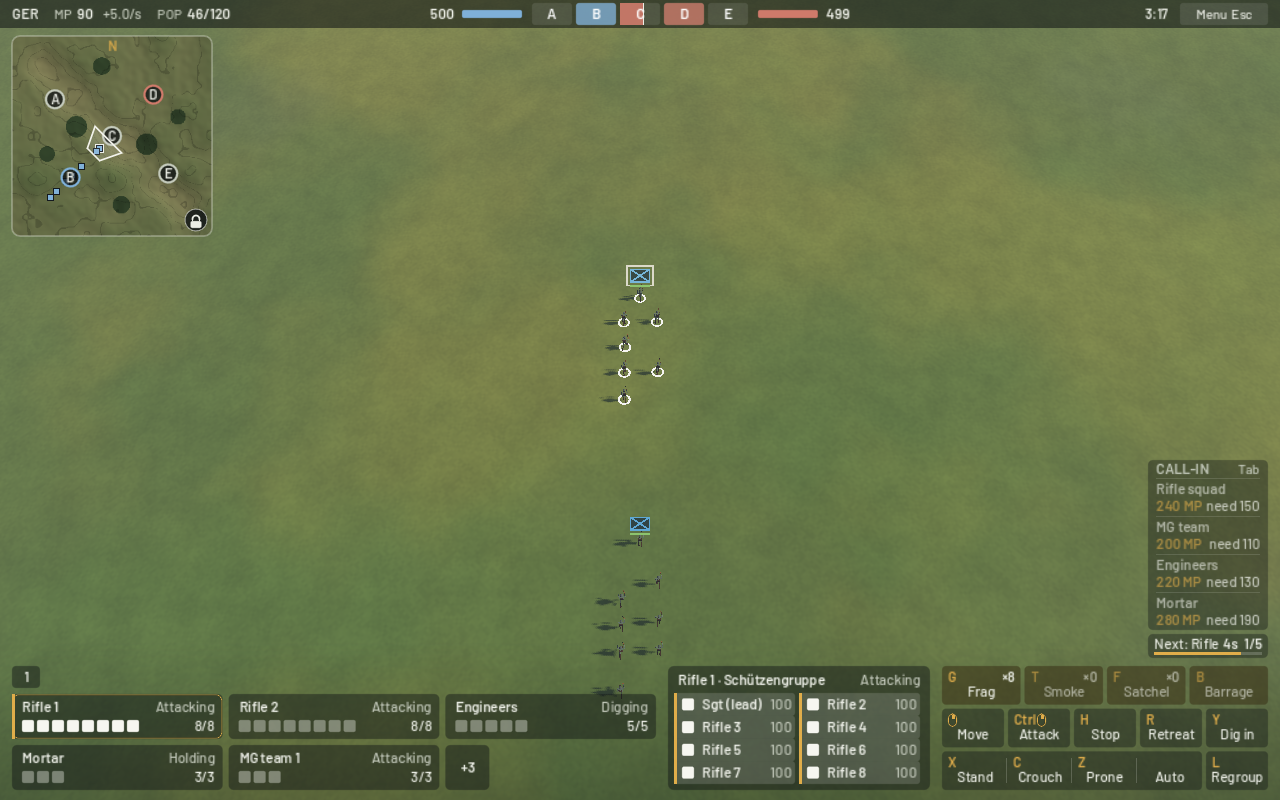 GER MP 90 +5.0/s POP 46/120
500 A B C D E 499
3:17 Menu Esc
N
A
D
C
B
E
CALL-IN Tab
Rifle squad
240 MP need 150
MG team
200 MP need 110
Engineers
220 MP need 130
Mortar
280 MP need 190
Next: Rifle 4s 1/5
1
Rifle 1 Attacking
8/8
Rifle 2 Attacking
8/8
Engineers Digging
5/5
Mortar Holding
3/3
MG team 1 Attacking
3/3
+3
Rifle 1 · Schützengruppe Attacking
Sgt (lead) 100 Rifle 2 100
Rifle 3 100 Rifle 4 100
Rifle 5 100 Rifle 6 100
Rifle 7 100 Rifle 8 100
G ×8 Frag
T ×0 Smoke
F ×0 Satchel
B Barrage
Move
Ctrl Attack
H Stop
R Retreat
Y Dig in
X Stand
C Crouch
Z Prone
Auto
L Regroup